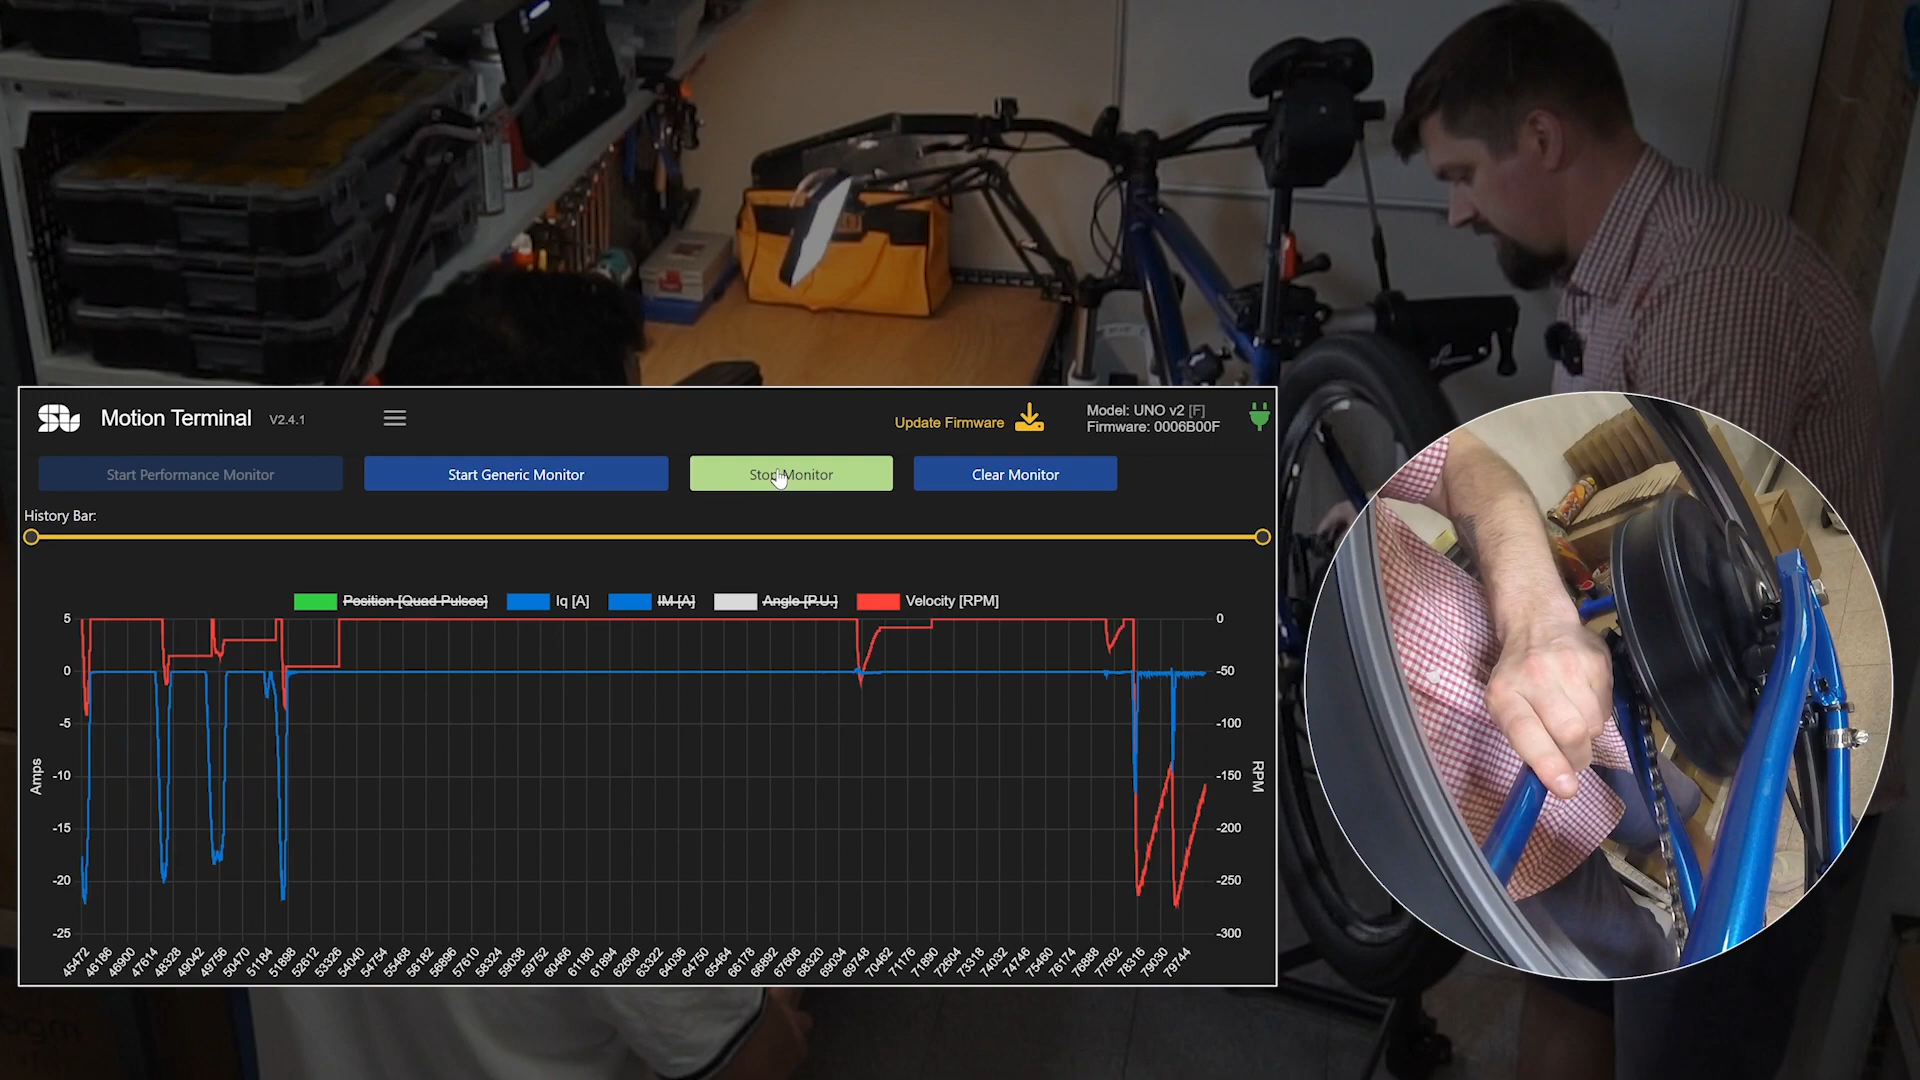 Motion Terminal V2.4.1
Update Firmware
Model: UNO v2 [F]
Firmware: 0006B00F
Start Performance Monitor
Start Generic Monitor
Stop Monitor
Clear Monitor
History Bar:
Position [Quad Pulses]
Iq [A]
IM [A]
Angle [P.U.]
Velocity [RPM]
5
0
-5
-10
-15
-20
-25
Amps
0
-50
-100
-150
-200
-250
-300
RPM
45472 46186 46900 47614 48328 49042 49756 50470 51184 51898 52612 53326 54040 54754 55468 56182 56896 57610 58324 59038 59752 60466 61180 61894 62608 63322 64036 64750 65464 66178 66892 67606 68320 69034 69748 70462 71176 71890 72604 73318 74032 74746 75460 76174 76888 77602 78316 79030 79744